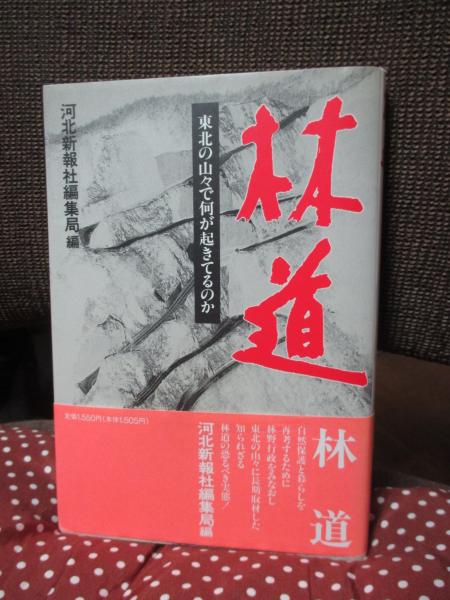 林道
東北の山々で何が起きてるのか
河北新報社編集局 編
定価1,550円(本体1,505円)
林道
自然保護と暮らしを
再考するために
林野行政をみなおし
東北の山々に長期取材した
知られざる
林道の恐るべき実態!
河北新報社編集局編